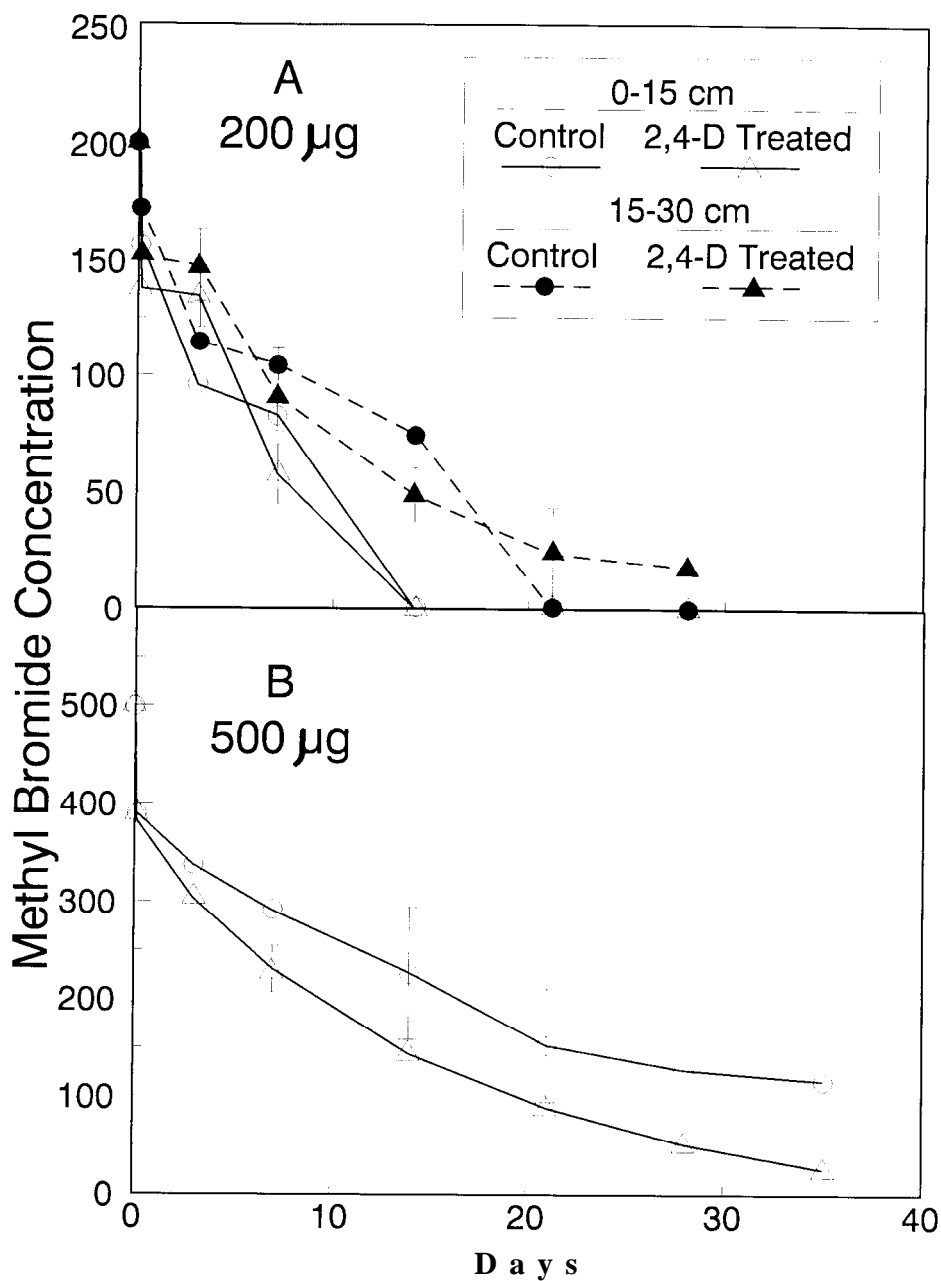 250
200
150
100
50
0
A
200 µg
0-15 cm
Control 2,4-D Treated
15-30 cm
Control 2,4-D Treated
Methyl Bromide Concentration
B
500 µg
500
400
300
200
100
0
0 10 20 30 40
Days